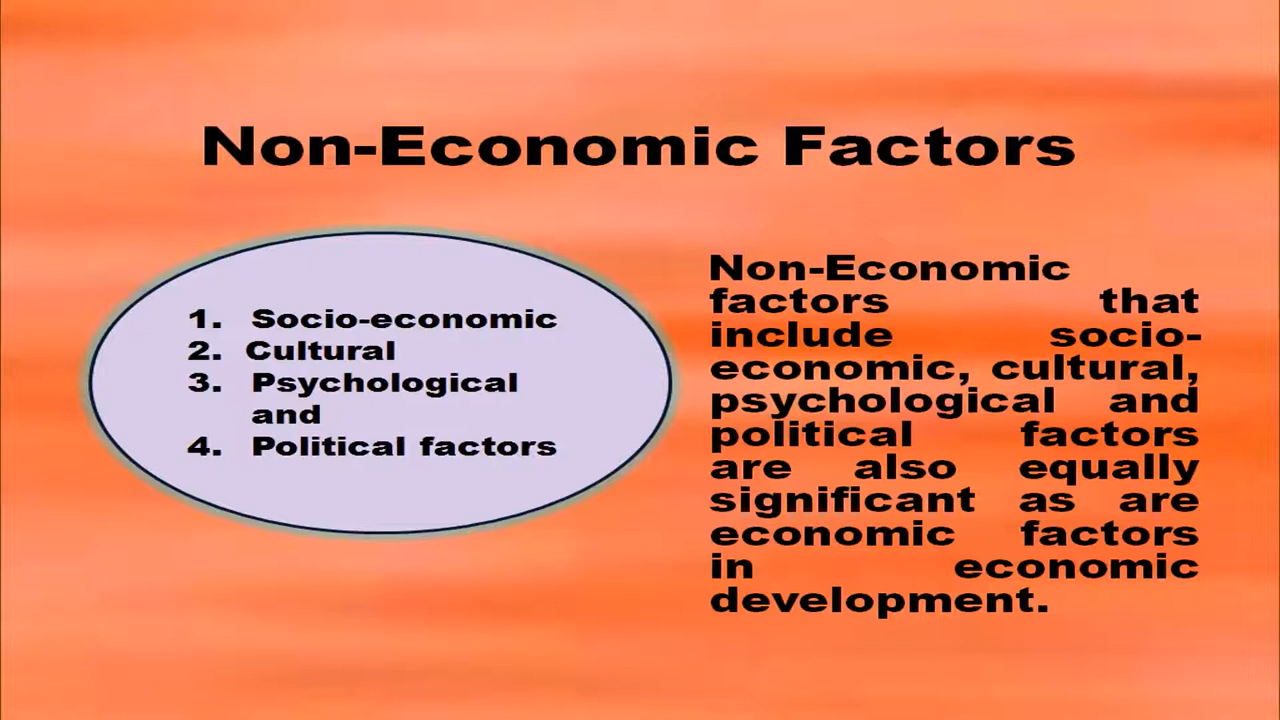 Non-Economic Factors
1. Socio-economic
2. Cultural
3. Psychological
and
4. Political factors
Non-Economic
factors that
include socio-
economic, cultural,
psychological and
political factors
are also equally
significant as are
economic factors
in economic
development.